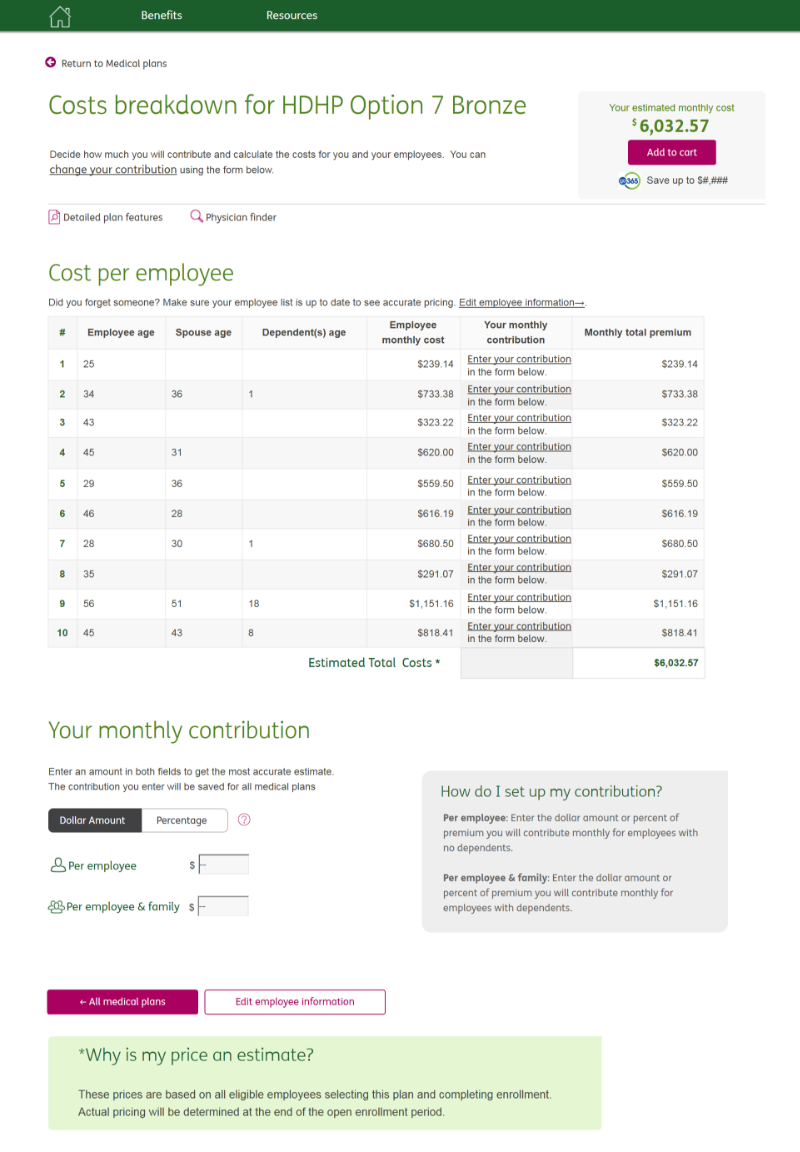 Benefits Resources
Return to Medical plans
Costs breakdown for HDHP Option 7 Bronze
Your estimated monthly cost
$6,032.57
Add to cart
365 Save up to $#,###
Decide how much you will contribute and calculate the costs for you and your employees. You can
change your contribution using the form below.
Detailed plan features Physician finder
Cost per employee
Did you forget someone? Make sure your employee list is up to date to see accurate pricing. Edit employee information→.
# Employee age Spouse age Dependent(s) age Employee monthly cost Your monthly contribution Monthly total premium
1 25 $239.14 Enter your contribution in the form below. $239.14
2 34 36 1 $733.38 Enter your contribution in the form below. $733.38
3 43 $323.22 Enter your contribution in the form below. $323.22
4 45 31 $620.00 Enter your contribution in the form below. $620.00
5 29 36 $559.50 Enter your contribution in the form below. $559.50
6 46 28 $616.19 Enter your contribution in the form below. $616.19
7 28 30 1 $680.50 Enter your contribution in the form below. $680.50
8 35 $291.07 Enter your contribution in the form below. $291.07
9 56 51 18 $1,151.16 Enter your contribution in the form below. $1,151.16
10 45 43 8 $818.41 Enter your contribution in the form below. $818.41
Estimated Total Costs * $6,032.57
Your monthly contribution
Enter an amount in both fields to get the most accurate estimate.
The contribution you enter will be saved for all medical plans
Dollar Amount Percentage ?
Per employee $ --
Per employee & family $ --
How do I set up my contribution?
Per employee: Enter the dollar amount or percent of
premium you will contribute monthly for employees with
no dependents.
Per employee & family: Enter the dollar amount or
percent of premium you will contribute monthly for
employees with dependents.
← All medical plans Edit employee information
*Why is my price an estimate?
These prices are based on all eligible employees selecting this plan and completing enrollment.
Actual pricing will be determined at the end of the open enrollment period.